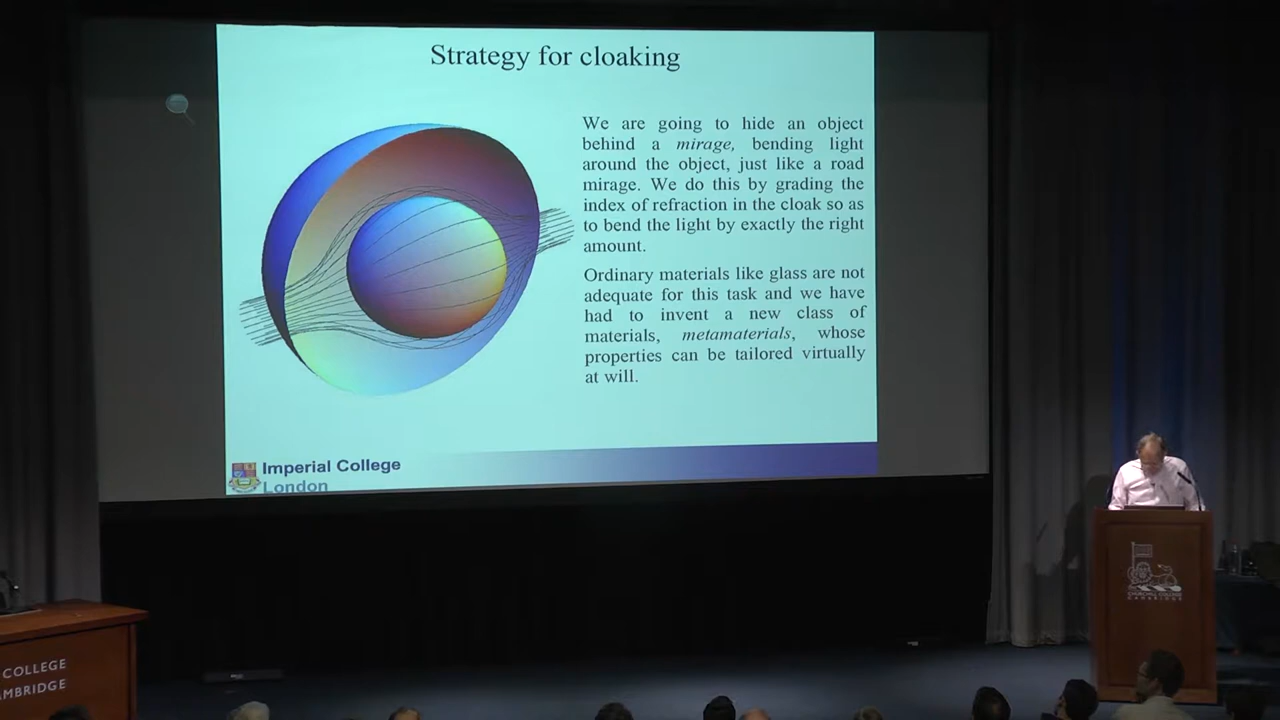 Strategy for cloaking
We are going to hide an object
behind a mirage, bending light
around the object, just like a road
mirage. We do this by grading the
index of refraction in the cloak so as
to bend the light by exactly the right
amount.
Ordinary materials like glass are not
adequate for this task and we have
had to invent a new class of
materials, metamaterials, whose
properties can be tailored virtually
at will.
Imperial College
London
CHURCHILL COLLEGE
CAMBRIDGE
COLLEGE
MBRIDGE